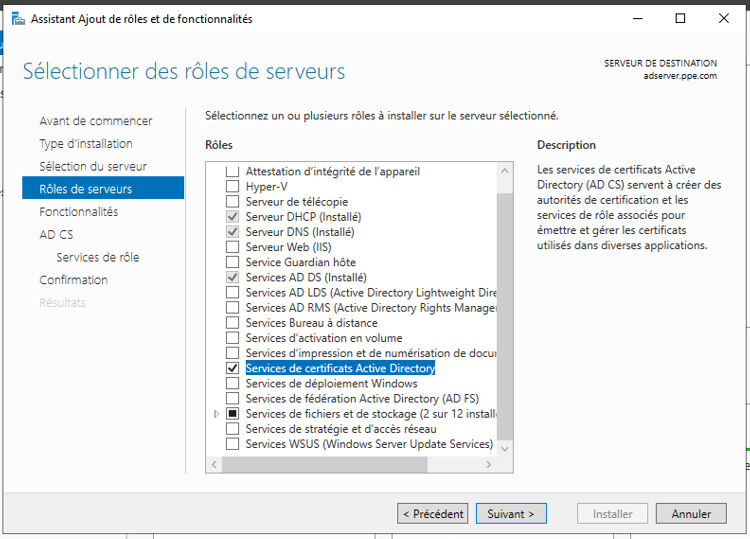 Assistant Ajout de rôles et de fonctionnalités
Sélectionner des rôles de serveurs
SERVEUR DE DESTINATION
adserver.ppe.com
Avant de commencer
Type d'installation
Sélection du serveur
Rôles de serveurs
Fonctionnalités
AD CS
Services de rôle
Confirmation
Résultats
Sélectionnez un ou plusieurs rôles à installer sur le serveur sélectionné.
Rôles
Attestation d'intégrité de l'appareil
Hyper-V
Serveur de télécopie
Serveur DHCP (Installé)
Serveur DNS (Installé)
Serveur Web (IIS)
Service Guardian hôte
Services AD DS (Installé)
Services AD LDS (Active Directory Lightweight Dire
Services AD RMS (Active Directory Rights Manager
Services Bureau à distance
Services d'activation en volume
Services d'impression et de numérisation de docu
Services de certificats Active Directory
Services de déploiement Windows
Services de fédération Active Directory (AD FS)
Services de fichiers et de stockage (2 sur 12 install
Services de stratégie et d'accès réseau
Services WSUS (Windows Server Update Services)
Description
Les services de certificats Active
Directory (AD CS) servent à créer des
autorités de certification et les
services de rôle associés pour
émettre et gérer les certificats
utilisés dans diverses applications.
< Précédent
Suivant >
Installer
Annuler